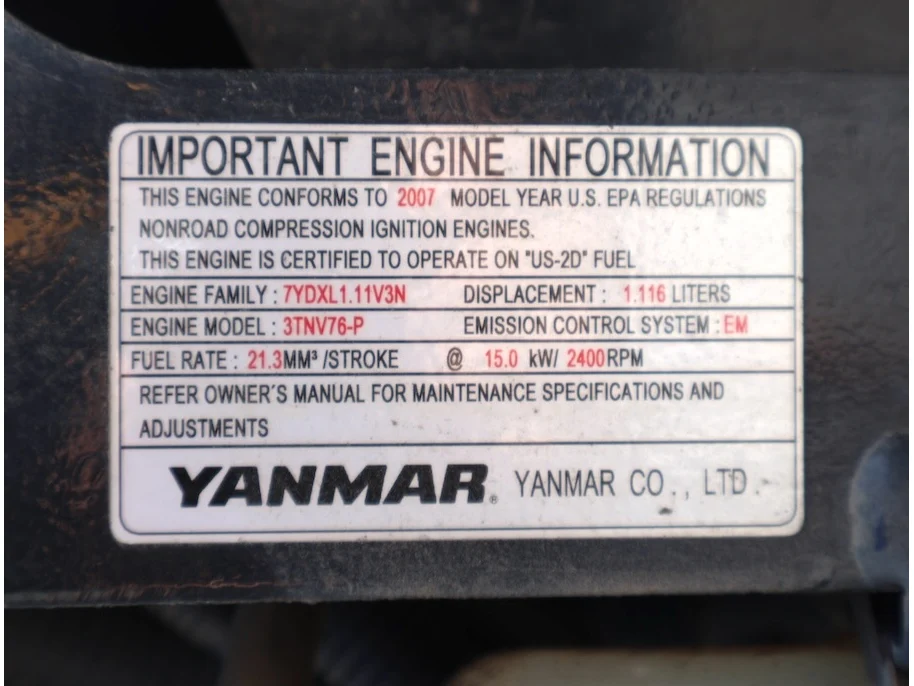 IMPORTANT ENGINE INFORMATION
THIS ENGINE CONFORMS TO 2007 MODEL YEAR U.S. EPA REGULATIONS
NONROAD COMPRESSION IGNITION ENGINES.
THIS ENGINE IS CERTIFIED TO OPERATE ON "US-2D" FUEL
ENGINE FAMILY : 7YDXL1.11V3N DISPLACEMENT : 1.116 LITERS
ENGINE MODEL : 3TNV76-P EMISSION CONTROL SYSTEM : EM
FUEL RATE : 21.3MM³ /STROKE @ 15.0 kW/ 2400RPM
REFER OWNER'S MANUAL FOR MAINTENANCE SPECIFICATIONS AND
ADJUSTMENTS
YANMAR® YANMAR CO., LTD.